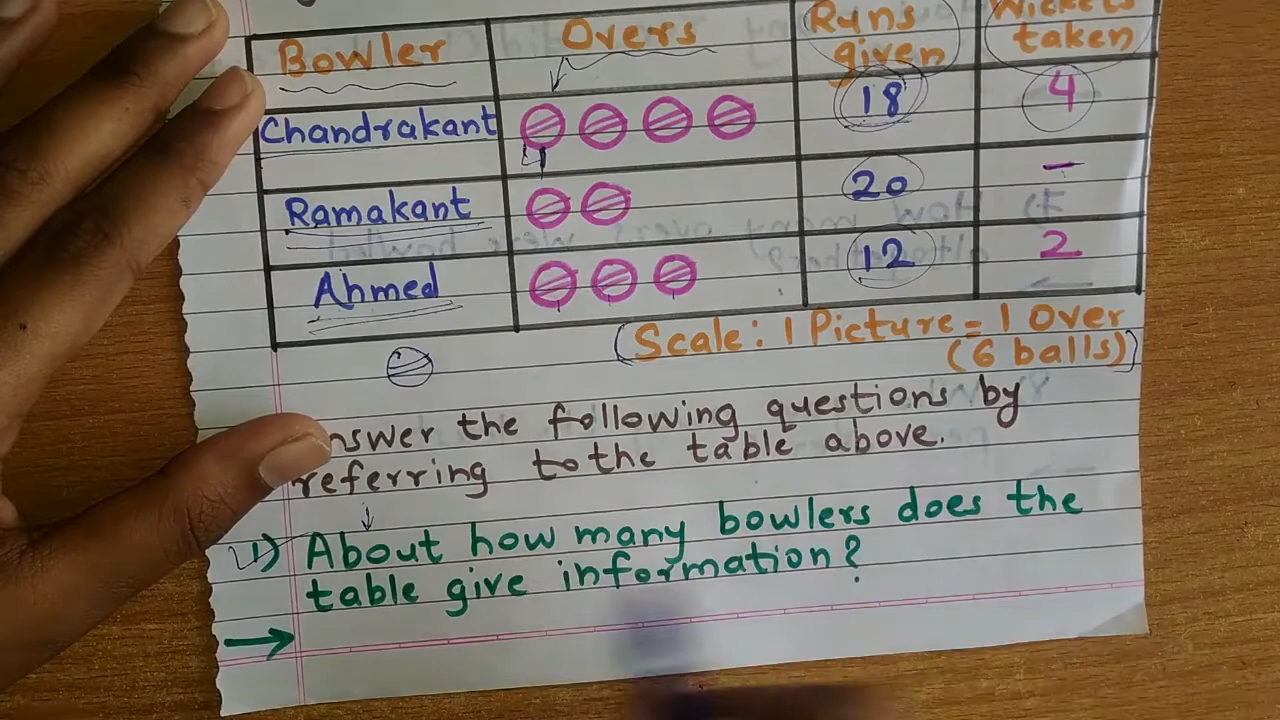 Bowler Overs Runs given Wickets taken
Chandrakant 18 4
Ramakant 20 –
Ahmed 12 2
(Scale: 1 Picture = 1 Over
(6 balls))
nswer the following questions by
referring to the table above.
1) About how many bowlers does the
table give information?
→